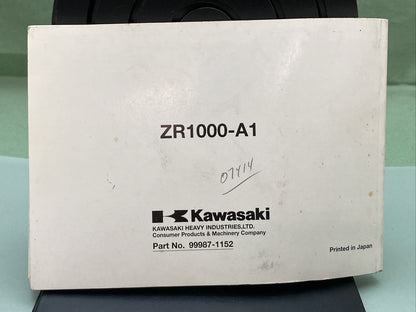 ZR1000-A1
07414
Kawasaki
KAWASAKI HEAVY INDUSTRIES,LTD.
Consumer Products & Machinery Company
Part No. 99987-1152
Printed in Japan